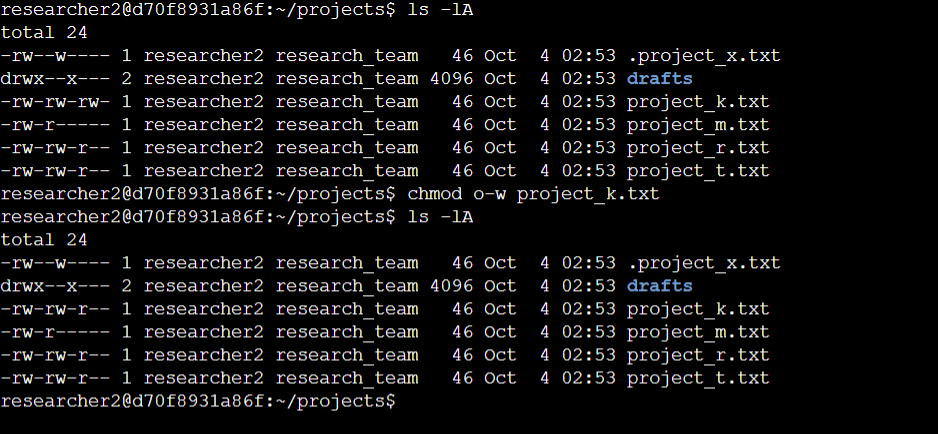 researcher2@d70f8931a86f:~/projects$ ls -lA
total 24
-rw--w---- 1 researcher2 research_team   46 Oct  4 02:53 .project_x.txt
drwx--x--- 2 researcher2 research_team 4096 Oct  4 02:53 drafts
-rw-rw-rw- 1 researcher2 research_team   46 Oct  4 02:53 project_k.txt
-rw-r----- 1 researcher2 research_team   46 Oct  4 02:53 project_m.txt
-rw-rw-r-- 1 researcher2 research_team   46 Oct  4 02:53 project_r.txt
-rw-rw-r-- 1 researcher2 research_team   46 Oct  4 02:53 project_t.txt
researcher2@d70f8931a86f:~/projects$ chmod o-w project_k.txt
researcher2@d70f8931a86f:~/projects$ ls -lA
total 24
-rw--w---- 1 researcher2 research_team   46 Oct  4 02:53 .project_x.txt
drwx--x--- 2 researcher2 research_team 4096 Oct  4 02:53 drafts
-rw-rw-r-- 1 researcher2 research_team   46 Oct  4 02:53 project_k.txt
-rw-r----- 1 researcher2 research_team   46 Oct  4 02:53 project_m.txt
-rw-rw-r-- 1 researcher2 research_team   46 Oct  4 02:53 project_r.txt
-rw-rw-r-- 1 researcher2 research_team   46 Oct  4 02:53 project_t.txt
researcher2@d70f8931a86f:~/projects$